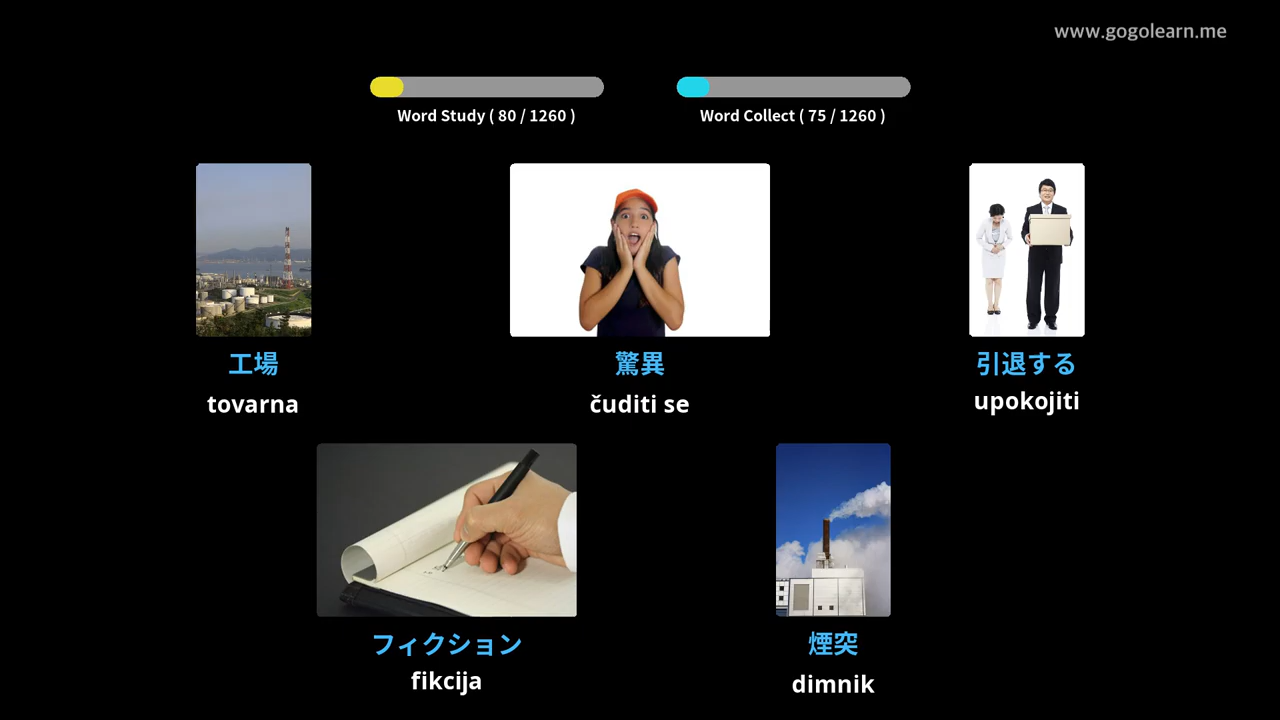 www.gogolearn.me
Word Study ( 80 / 1260 )
Word Collect ( 75 / 1260 )
工場
tovarna
驚異
čuditi se
引退する
upokojiti
フィクション
fikcija
煙突
dimnik